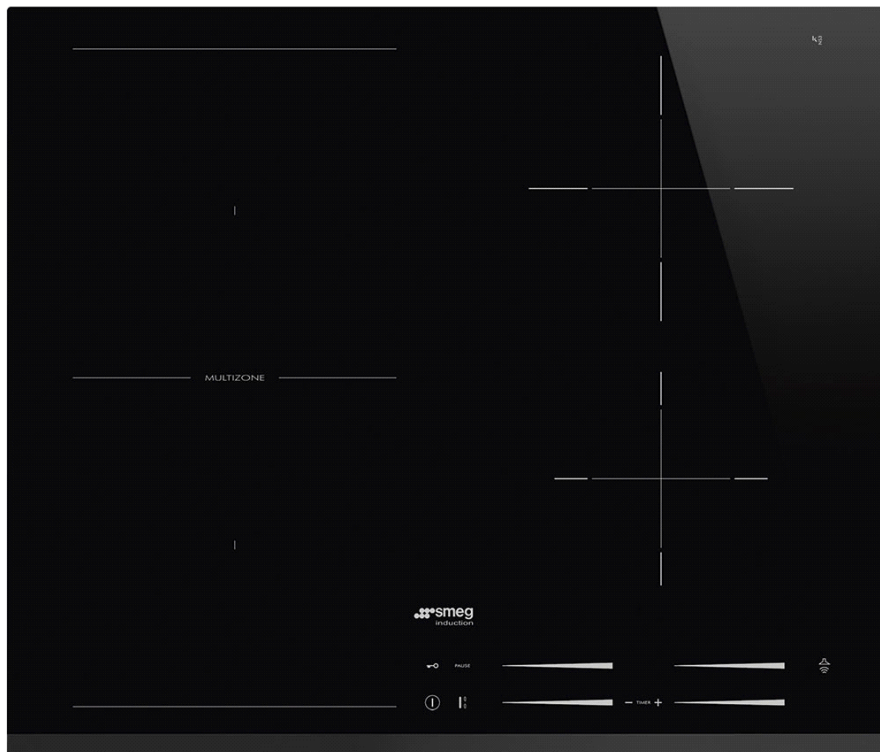 MULTIZONE
smeg
induction
PAUSE
− TIMER +